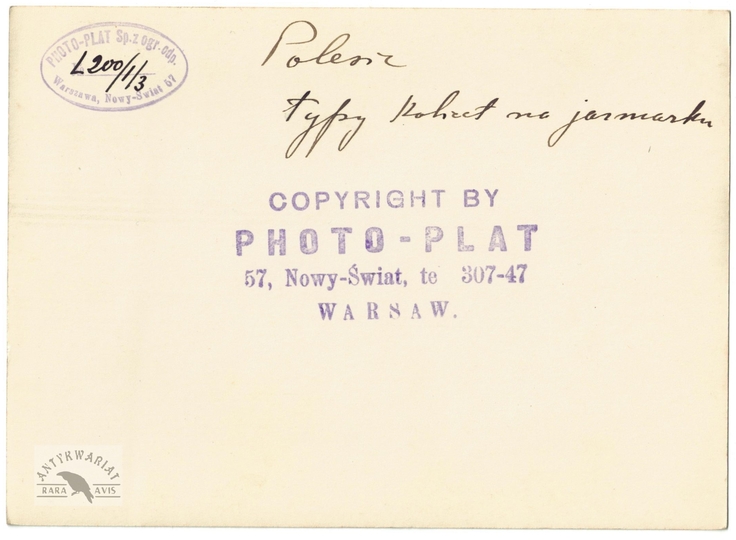 PHOTO-PLAT Sp. z ogr. odp.
L200/1/3
Warszawa, Nowy-Świat 57
Polesie
typy kobiet na jarmarku
COPYRIGHT BY
PHOTO-PLAT
57, Nowy-Świat, te 307-47
WARSAW.
ANTYKWARIAT
RARA AVIS